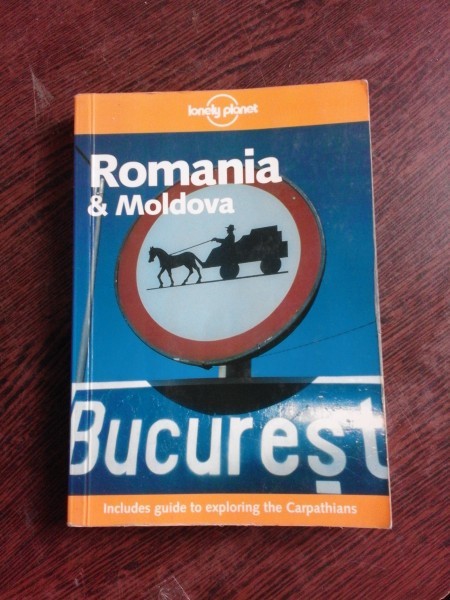 lonely planet
Romania
& Moldova
Bucureşt
Includes guide to exploring the Carpathians